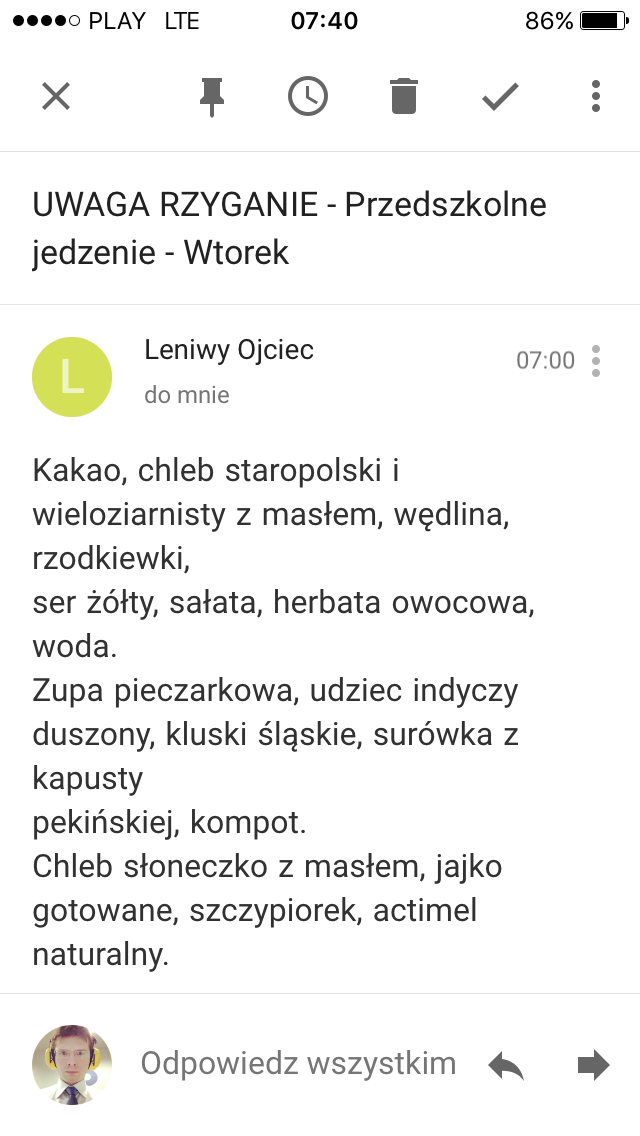 PLAY LTE 07:40 86%
UWAGA RZYGANIE - Przedszkolne
jedzenie - Wtorek
L
Leniwy Ojciec
07:00
do mnie
Kakao, chleb staropolski i
wieloziarnisty z masłem, wędlina,
rzodkiewki,
ser żółty, sałata, herbata owocowa,
woda.
Zupa pieczarkowa, udziec indyczy
duszony, kluski śląskie, surówka z
kapusty
pekińskiej, kompot.
Chleb słoneczko z masłem, jajko
gotowane, szczypiorek, actimel
naturalny.
Odpowiedz wszystkim